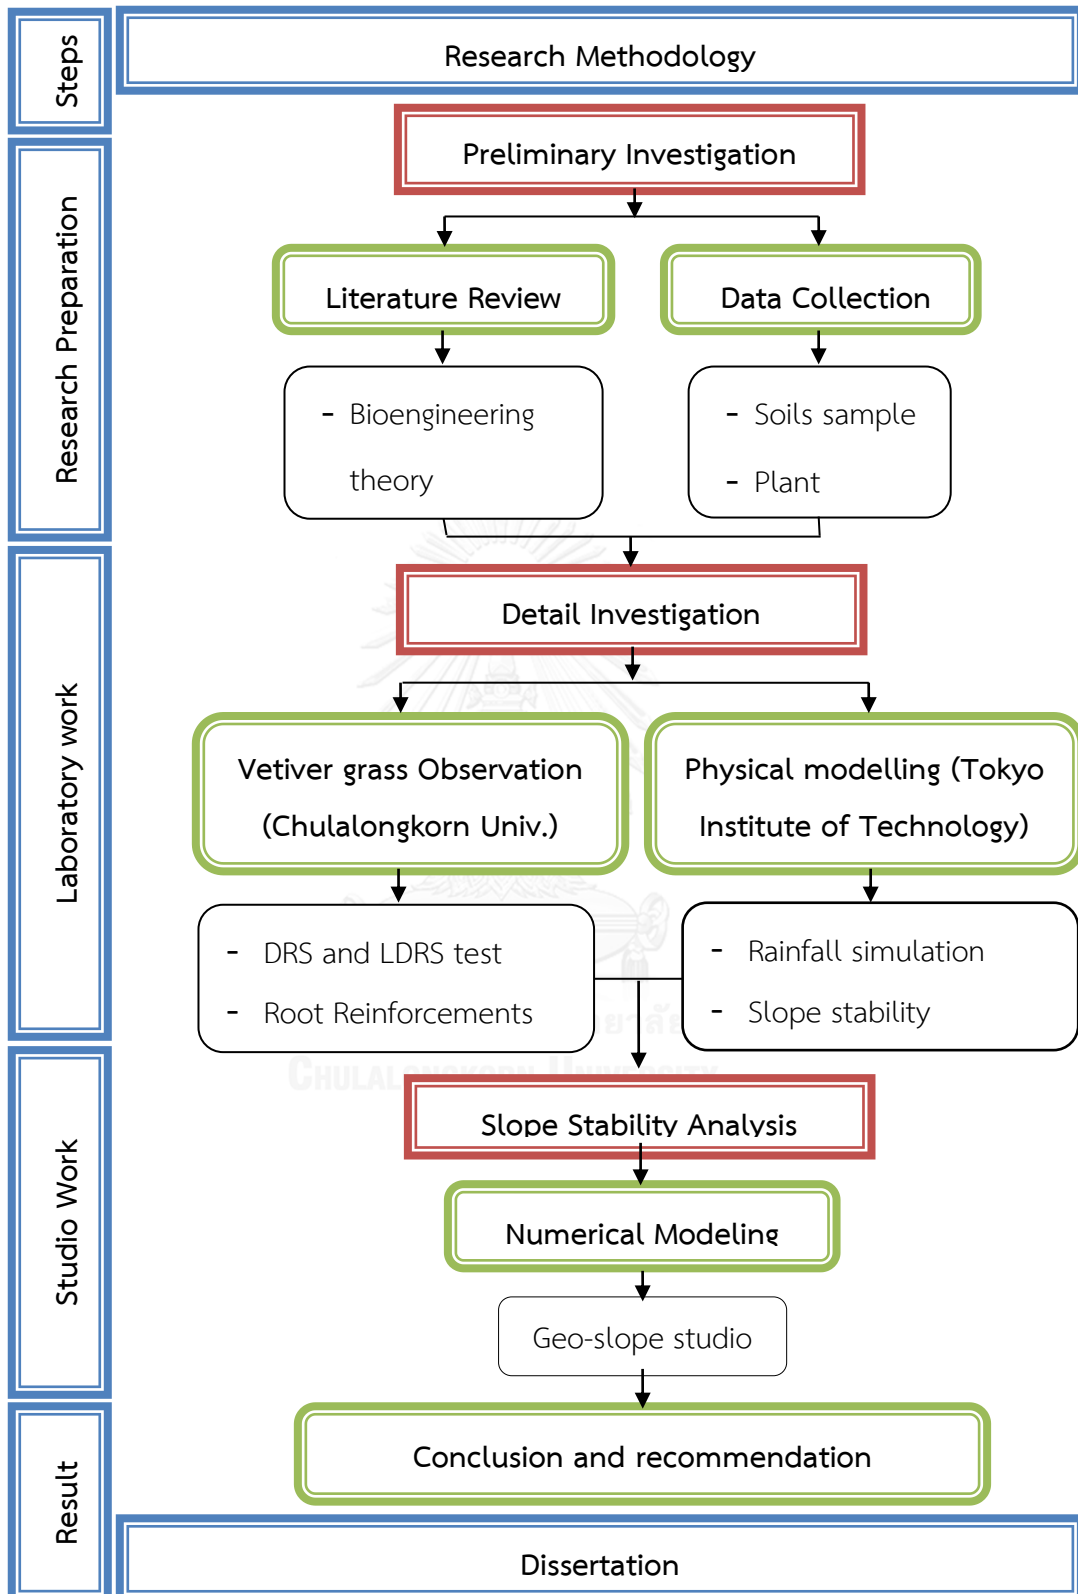 Steps
Research Methodology
Research Preparation
Preliminary Investigation
Literature Review
Data Collection
- Bioengineering
theory
- Soils sample
- Plant
Laboratory work
Detail Investigation
Vetiver grass Observation
(Chulalongkorn Univ.)
Physical modelling (Tokyo
Institute of Technology)
- DRS and LDRS test
- Root Reinforcements
- Rainfall simulation
- Slope stability
CHULALONGKORN UNIVERSITY
Studio Work
Slope Stability Analysis
Numerical Modeling
Geo-slope studio
Result
Conclusion and recommendation
Dissertation